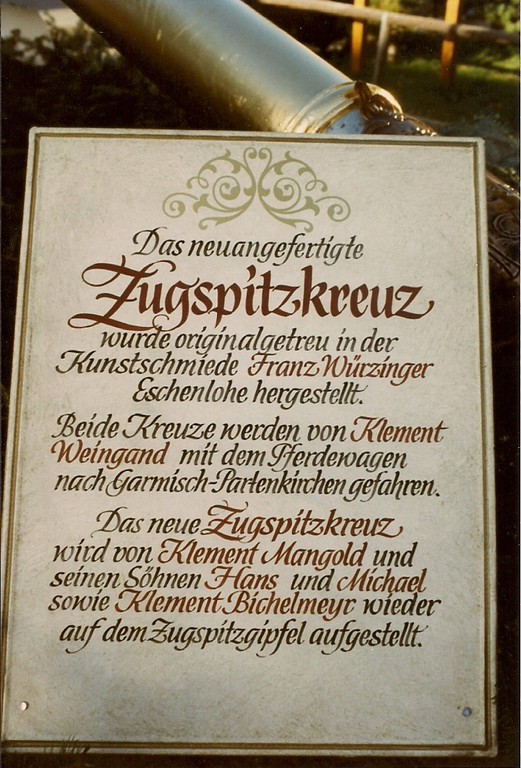 Das neuangefertigte
Zugspitzkreuz
wurde originalgetreu in der
Kunstschmiede Franz Würzinger
Eschenlohe hergestellt.
Beide Kreuze werden von Klement
Weingand mit dem Pferdewagen
nach Garmisch-Partenkirchen gefahren.
Das neue Zugspitzkreuz
wird von Klement Mangold und
seinen Söhnen Hans und Michael
sowie Klement Bichelmeyr wieder
auf dem Zugspitzgipfel aufgestellt.